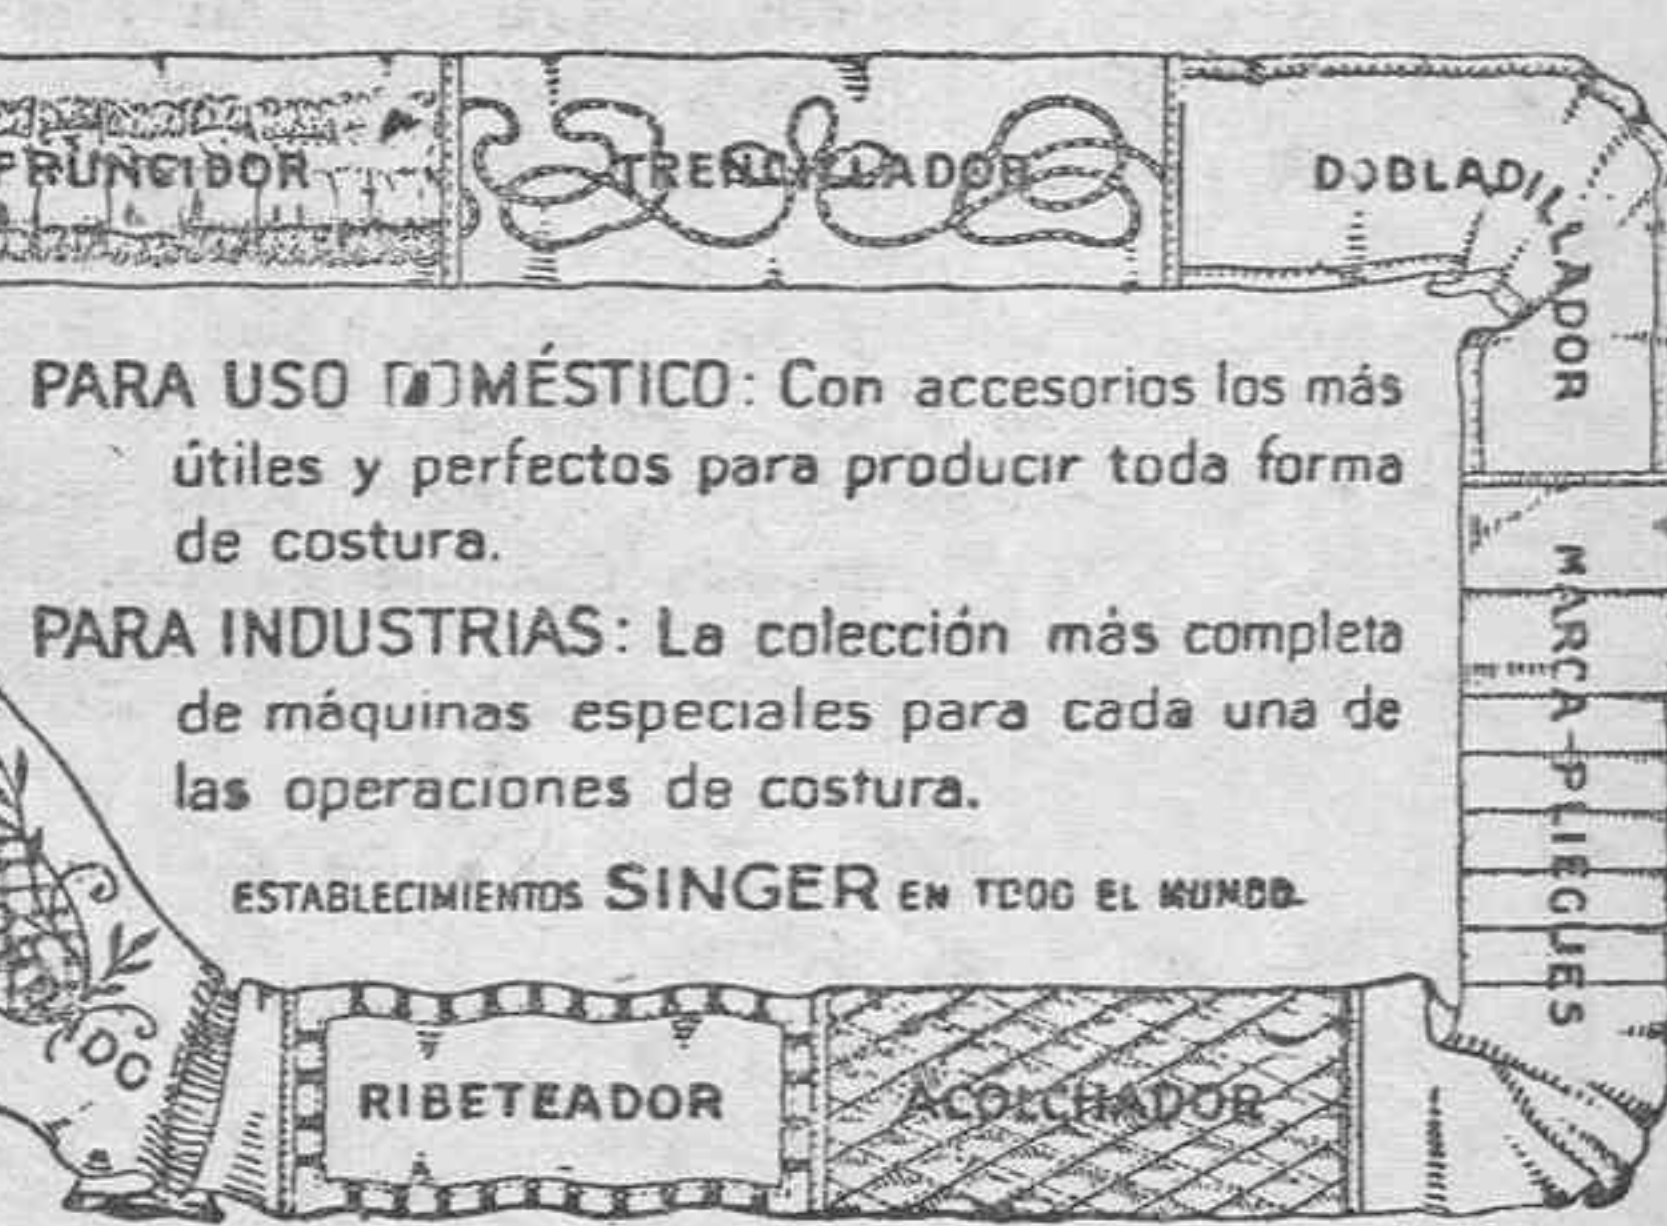 FRUNCIDOR
TRENCILLADOR
DOBLADILLADOR
PARA USO DOMÉSTICO: Con accesorios los más
útiles y perfectos para producir toda forma
de costura.
PARA INDUSTRIAS: La colección más completa
de máquinas especiales para cada una de
las operaciones de costura.
ESTABLECIMIENTOS SINGER EN TODO EL MUNDO.
MARCA-PLIEGUES
DO
RIBETEADOR
ACOLCHADOR